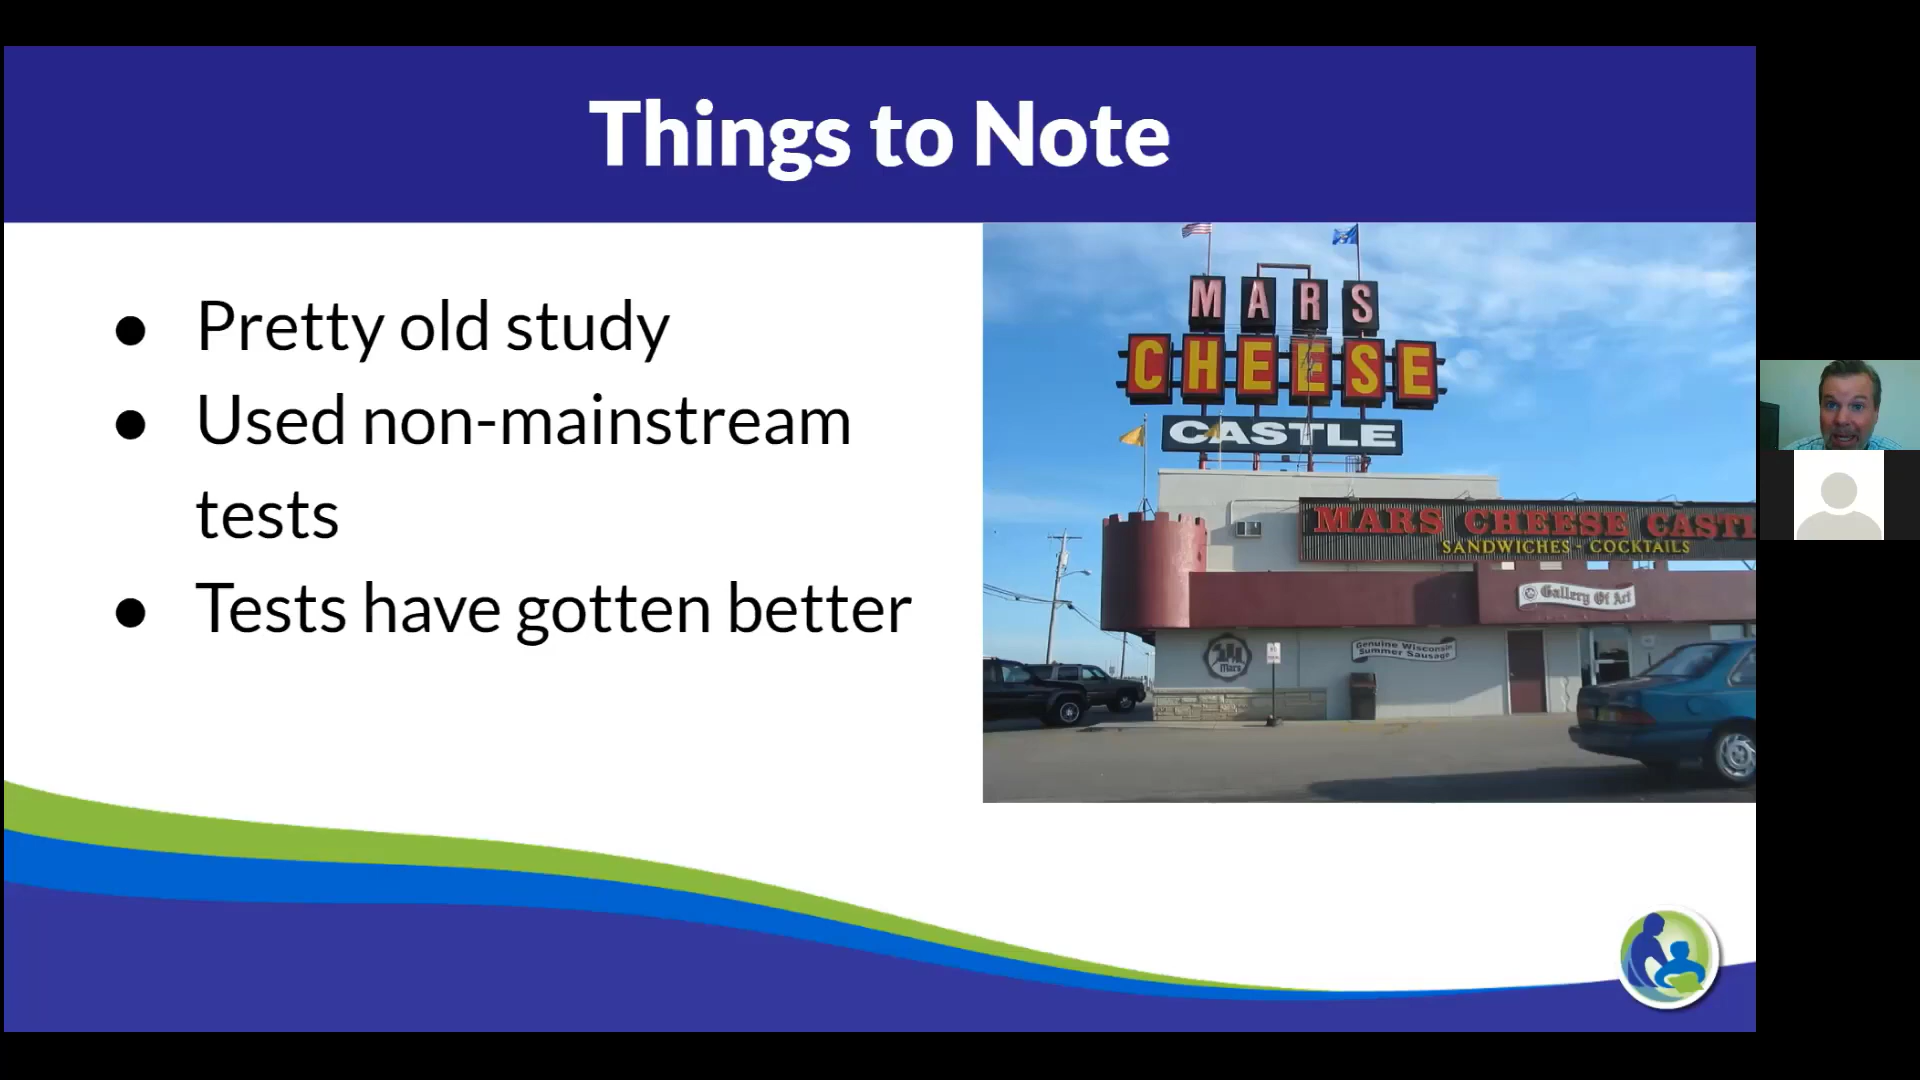 Things to Note
● Pretty old study
● Used non-mainstream
tests
● Tests have gotten better
MARS
CHEESE
CASTLE
MARS CHEESE CASTL
SANDWICHES - COCKTAILS
Gallery Of Art
Genuine Wisconsin
Summer Sausage
Mars